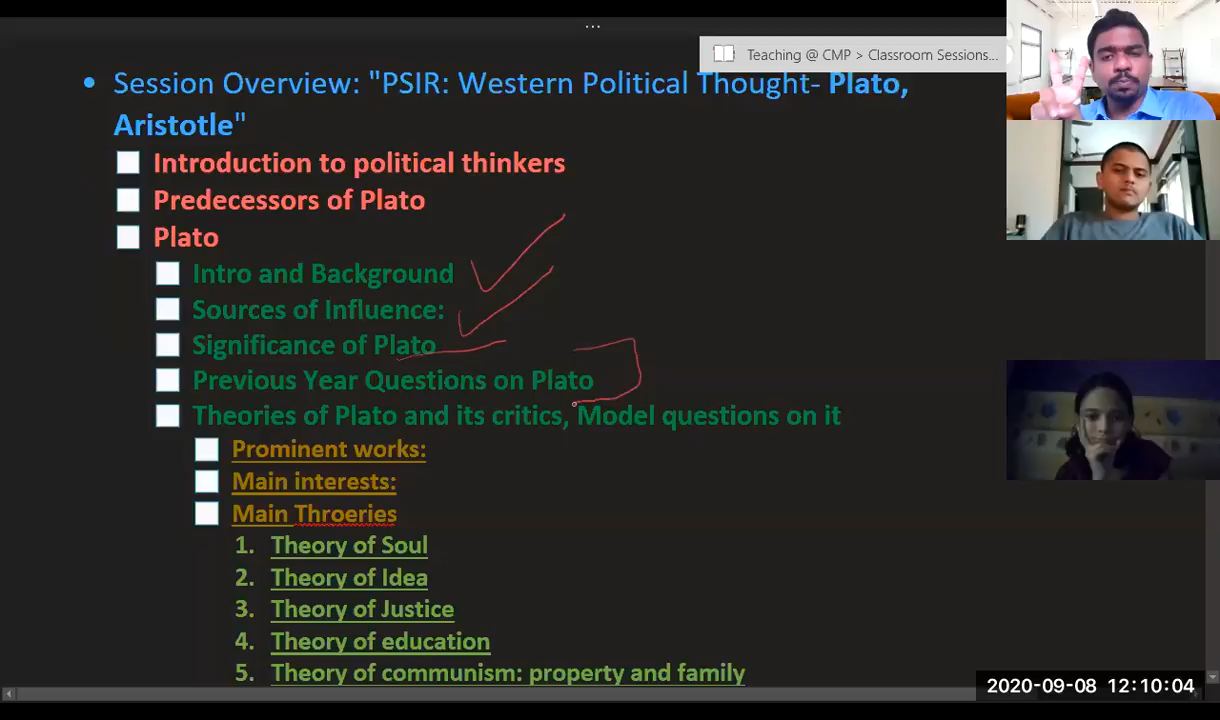 ...
Teaching @ CMP > Classroom Sessions...
Session Overview: "PSIR: Western Political Thought- Plato,
Aristotle"
Introduction to political thinkers
Predecessors of Plato
Plato
Intro and Background
Sources of Influence:
Significance of Plato
Previous Year Questions on Plato
Theories of Plato and its critics, Model questions on it
Prominent works:
Main interests:
Main Throeries
1. Theory of Soul
2. Theory of Idea
3. Theory of Justice
4. Theory of education
5. Theory of communism: property and family
2020-09-08 12:10:04